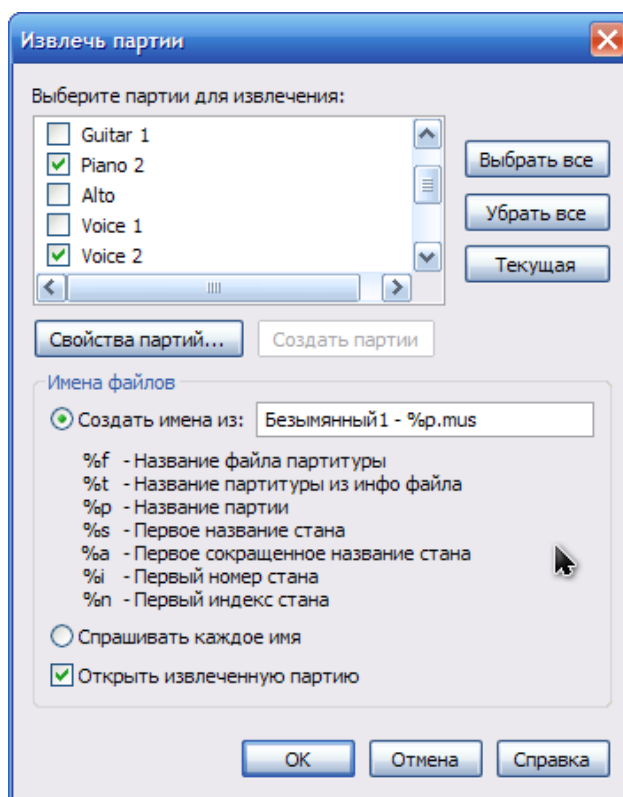 Извлечь партии
Выберите партии для извлечения:
Guitar 1
Piano 2
Alto
Voice 1
Voice 2
Выбрать все
Убрать все
Текущая
Свойства партий...
Создать партии
Имена файлов
Создать имена из: Безымянный1 - %p.mus
%f - Название файла партитуры
%t - Название партитуры из инфо файла
%p - Название партии
%s - Первое название стана
%a - Первое сокращенное название стана
%i - Первый номер стана
%n - Первый индекс стана
Спрашивать каждое имя
Открыть извлеченную партию
ОК Отмена Справка